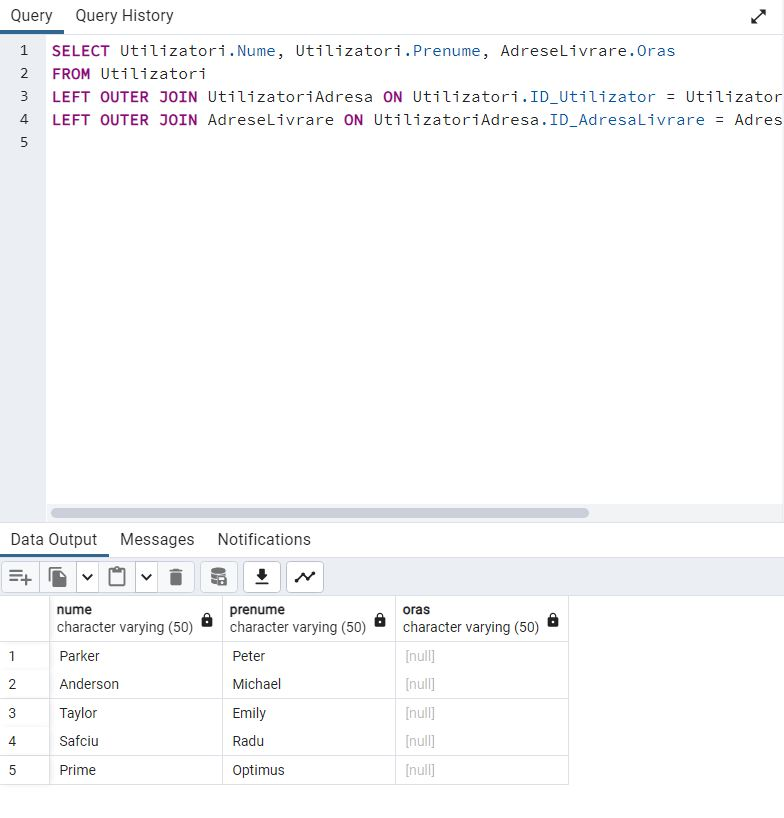 Query Query History
1 SELECT Utilizatori.Nume, Utilizatori.Prenume, AdreseLivrare.Oras
2 FROM Utilizatori
3 LEFT OUTER JOIN UtilizatoriAdresa ON Utilizatori.ID_Utilizator = Utilizator
4 LEFT OUTER JOIN AdreseLivrare ON UtilizatoriAdresa.ID_AdresaLivrare = Adres
5
Data Output Messages Notifications
nume prenume oras
character varying (50) character varying (50) character varying (50)
1 Parker Peter [null]
2 Anderson Michael [null]
3 Taylor Emily [null]
4 Safciu Radu [null]
5 Prime Optimus [null]